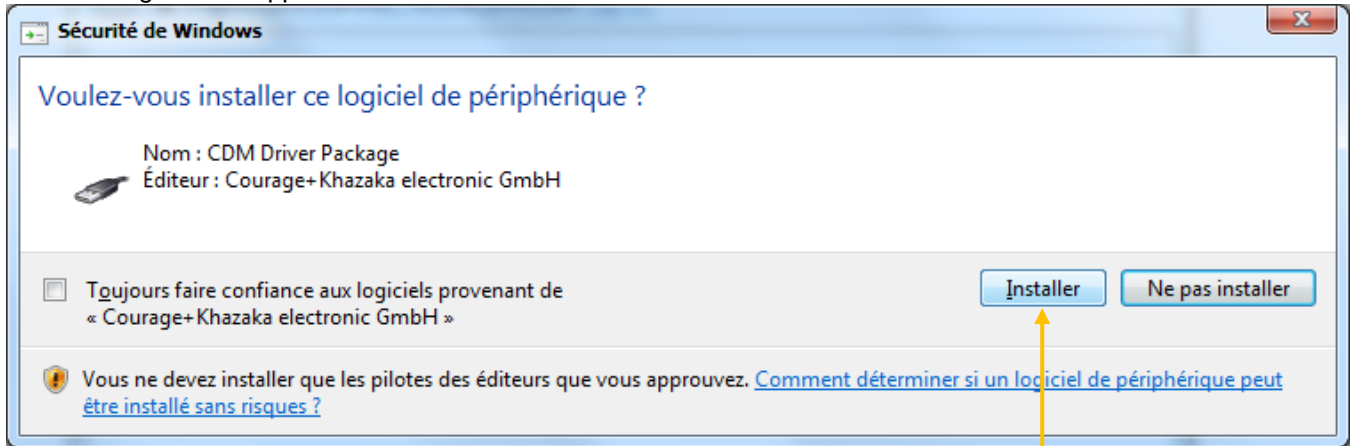 Sécurité de Windows
Voulez-vous installer ce logiciel de périphérique ?
Nom : CDM Driver Package
Éditeur : Courage+Khazaka electronic GmbH
Toujours faire confiance aux logiciels provenant de
« Courage+Khazaka electronic GmbH »
Installer
Ne pas installer
Vous ne devez installer que les pilotes des éditeurs que vous approuvez. Comment déterminer si un logiciel de périphérique peut
être installé sans risques ?